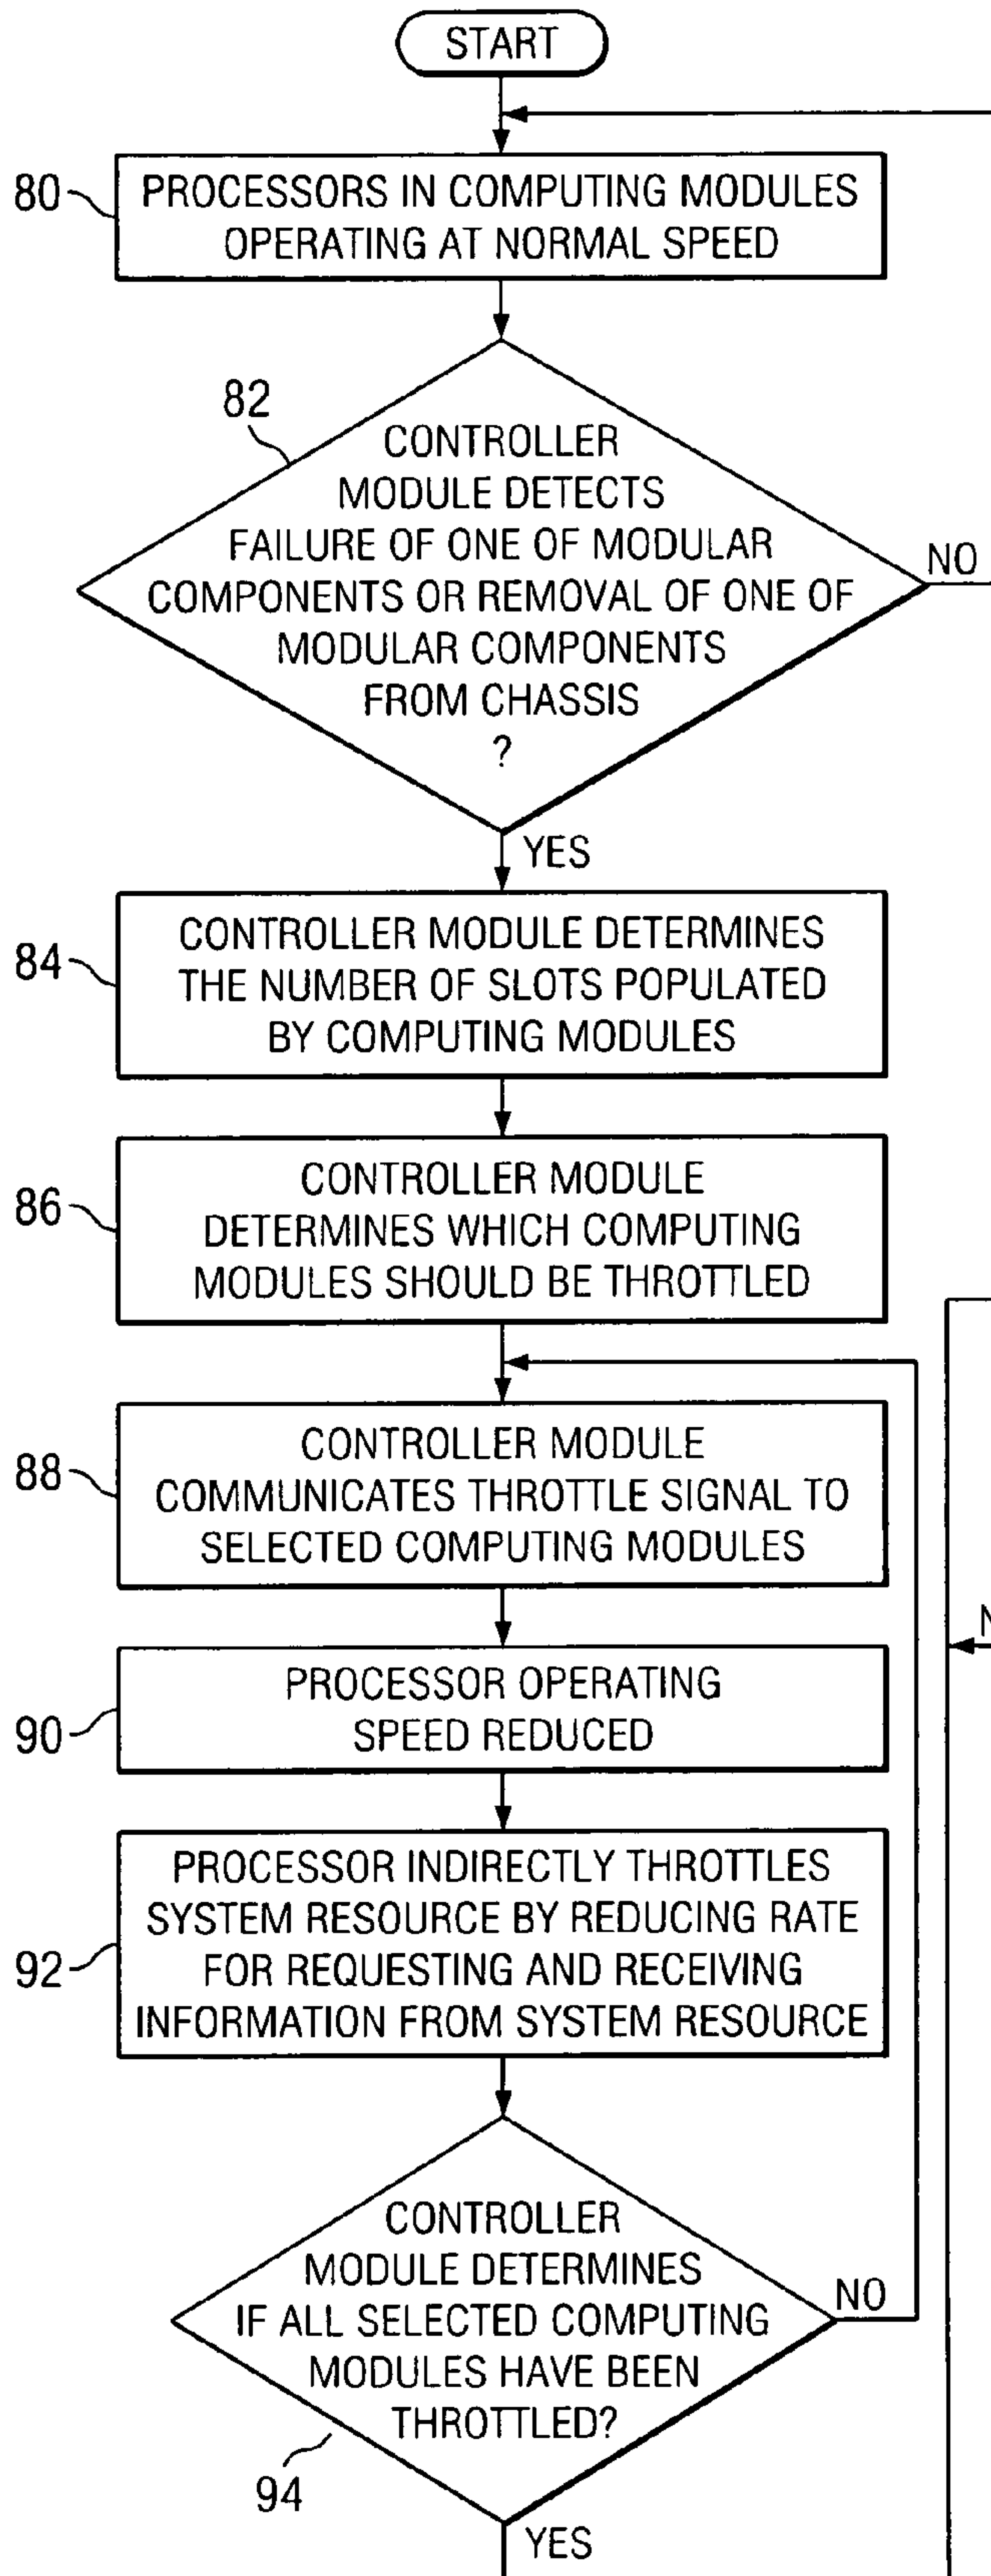 START
80
PROCESSORS IN COMPUTING MODULES
OPERATING AT NORMAL SPEED
82
CONTROLLER
MODULE DETECTS
FAILURE OF ONE OF MODULAR
COMPONENTS OR REMOVAL OF ONE OF
MODULAR COMPONENTS
FROM CHASSIS
?
NO
YES
84
CONTROLLER MODULE DETERMINES
THE NUMBER OF SLOTS POPULATED
BY COMPUTING MODULES
86
CONTROLLER MODULE
DETERMINES WHICH COMPUTING
MODULES SHOULD BE THROTTLED
88
CONTROLLER MODULE
COMMUNICATES THROTTLE SIGNAL TO
SELECTED COMPUTING MODULES
90
PROCESSOR OPERATING
SPEED REDUCED
92
PROCESSOR INDIRECTLY THROTTLES
SYSTEM RESOURCE BY REDUCING RATE
FOR REQUESTING AND RECEIVING
INFORMATION FROM SYSTEM RESOURCE
CONTROLLER
MODULE DETERMINES
IF ALL SELECTED COMPUTING
MODULES HAVE BEEN
THROTTLED?
NO
94
YES